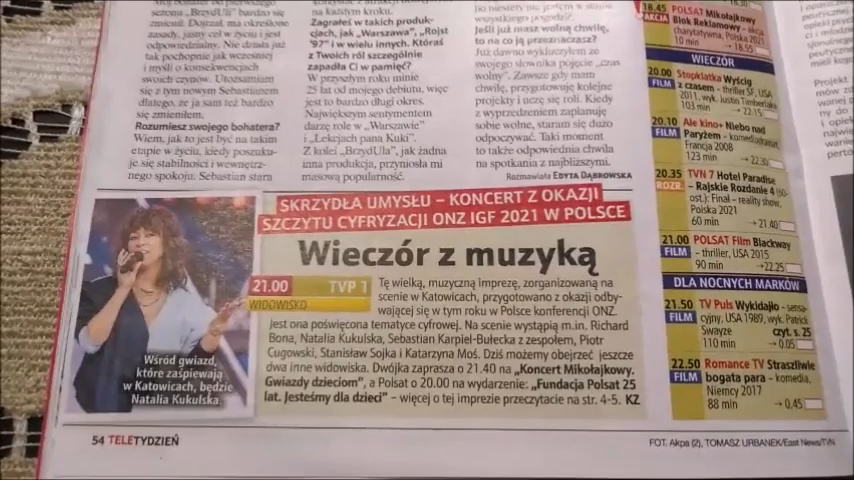 sezonu „BrzydUli" bardzo się
zmienił. Dojrzał, ma określone
zasady, jasny cel w życiu i jest
odpowiedzialny. Nie działa już
tak pochopnie jak wcześniej
i myśli o konsekwencjach
swoich czynów. Utożsamiam
się z tym nowym Sebastianem
dlatego, że ja sam też bardzo
się zmieniłem.
Rozumiesz swojego bohatera?
Wiem, jak to jest być na takim
etapie w życiu, kiedy poszuku-
je się stabilności i wewnętrz-
nego spokoju. Sebastian stara
na każdym kroku.
Zagrałeś w takich produk-
cjach, jak „Warszawa", „Rojst
'97" i w wielu innych. Któraś
z Twoich ról szczególnie
zapadła Ci w pamięć?
W przyszłym roku minie
25 lat od mojego debiutu, więc
jest to bardzo długi okres.
Największym sentymentem
darzę role w „Warszawie"
i „Lekcjach pana Kuki".
Z kolei „BrzydUla", jak żadna
inna produkcja, przyniosła mi
masową popularność.
Jeśli już masz wolną chwilę,
to na co ją przeznaczasz?
Już dawno wykluczyłem ze
swojego słownika pojęcie „czas
wolny". Zawsze gdy mam
chwilę, przygotowuję kolejne
projekty i uczę się roli. Kiedy
z wyprzedzeniem zaplanuję
sobie wolne, staram się dużo
odpoczywać. Taki moment
to także odpowiednia chwila
na spotkania z najbliższymi.
Rozmawiała EDYTA DĄBROWSKA
SKRZYDŁA UMYSŁU – KONCERT Z OKAZJI
SZCZYTU CYFRYZACJI ONZ IGF 2021 W POLSCE
Wieczór z muzyką
21.00 TVP 1
WIDOWISKO
Tę wielką, muzyczną imprezę, zorganizowaną na
scenie w Katowicach, przygotowano z okazji odby-
wającej się w tym roku w Polsce konferencji ONZ.
Jest ona poświęcona tematyce cyfrowej. Na scenie wystąpią m.in. Richard
Bona, Natalia Kukulska, Sebastian Karpiel-Bułecka z zespołem, Piotr
Cugowski, Stanisław Sojka i Katarzyna Moś. Dziś możemy obejrzeć jeszcze
dwa inne widowiska. Dwójka zaprasza o 21.40 na „Koncert Mikołajkowy.
Gwiazdy dzieciom", a Polsat o 20.00 na wydarzenie: „Fundacja Polsat 25
lat. Jesteśmy dla dzieci" – więcej o tej imprezie przeczytacie na str. 4-5. KZ
Wśród gwiazd,
które zaśpiewają
w Katowicach, będzie
Natalia Kukulska.
54 TELETYDZIEŃ
18.45 POLSAT Mikołajkowy
AKCJA Blok Reklamowy - akcja
charytatywna, Polska 2021
10 min →18.55
WIECZÓR
20.00 Stopklatka Wyścig
FILM z czasem - thriller SF, USA
2011, wyk. Justin Timberlake
103 min →22.15
20.10 Ale kino+ Niebo nad
FILM Paryżem - komediodramat,
Francja 2008
123 min →22.30
20.35 TVN 7 Hotel Paradise
ROZR. - Rajskie Rozdanie 4 (60-
ost.): Finał - reality show,
Polska 2021
60 min →21.40
21.00 POLSAT Film Blackway
FILM - thriller, USA 2015
90 min →22.25
DLA NOCNYCH MARKÓW
21.50 TV Puls Wykidajło - sensa-
FILM cyjny, USA 1989, wyk. Patrick
Swayze czyt. s 25
110 min →0.05
22.50 Romance TV Straszliwie
FILM bogata para - komedia,
Niemcy 2017
88 min →0.45
FOT. Akpa (2), TOMASZ URBANEK/East News/TVN
Projekt